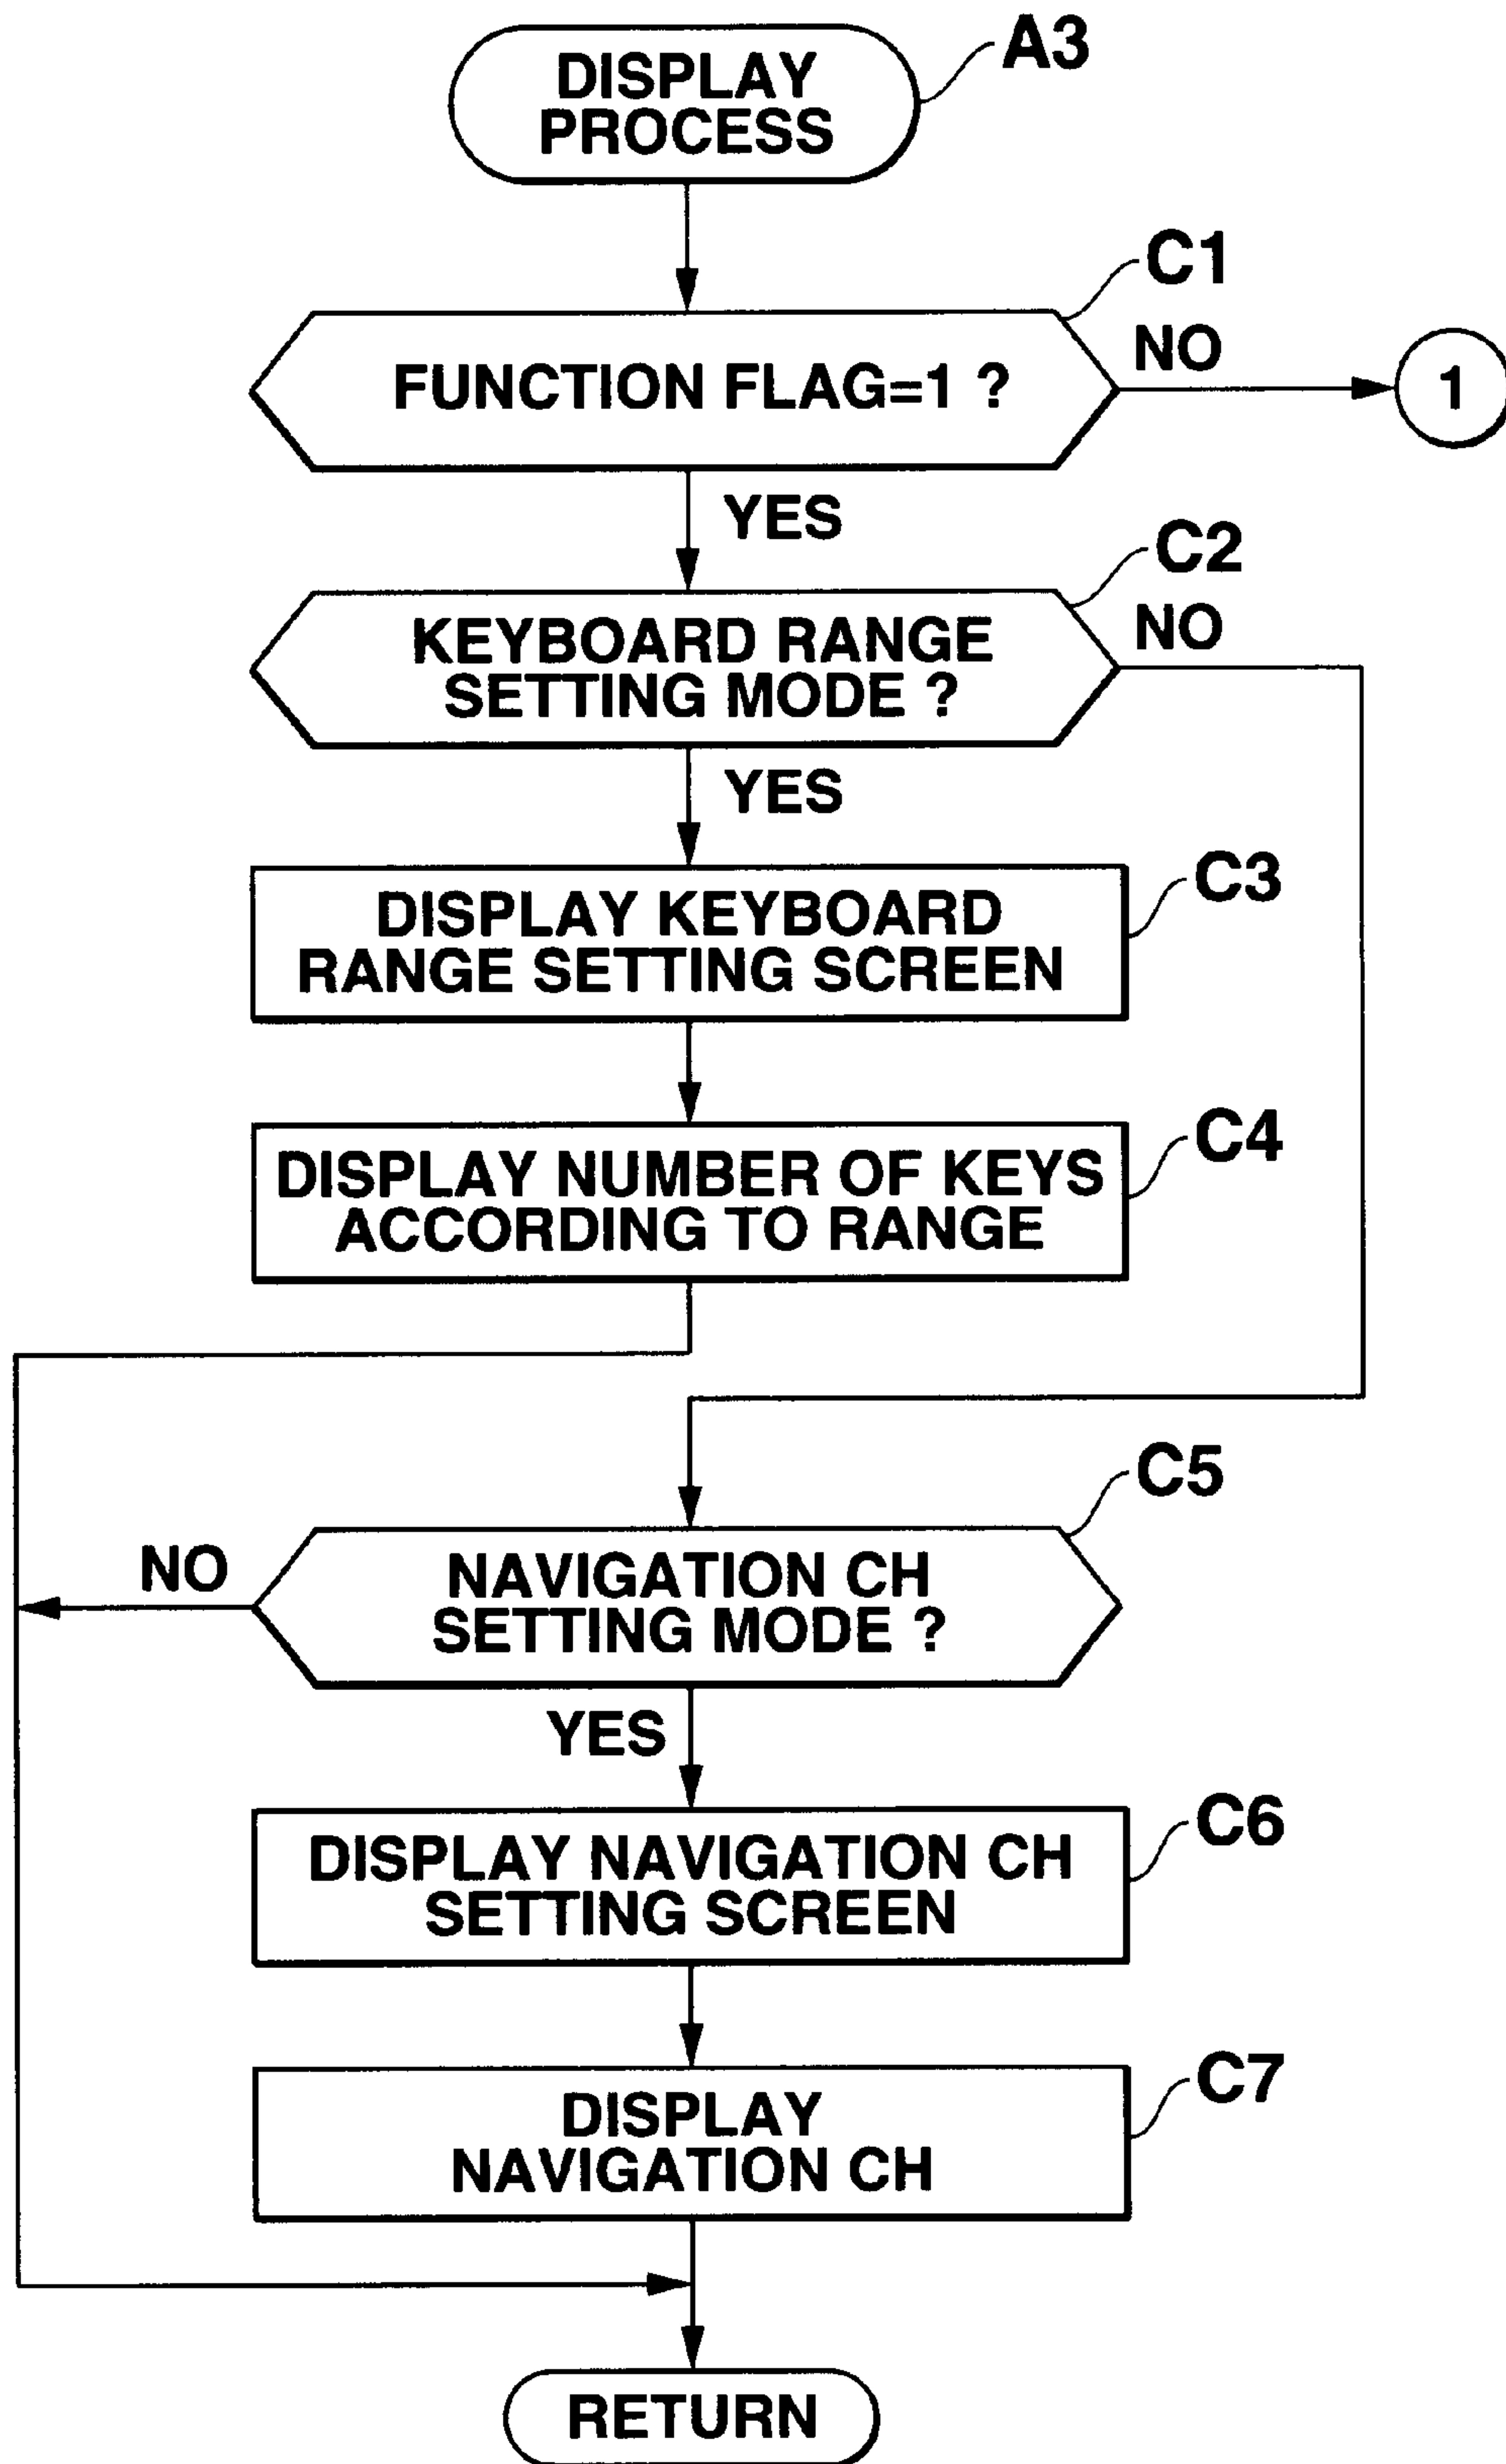 DISPLAY
PROCESS
A3
C1
FUNCTION FLAG=1 ?
NO
1
YES
C2
KEYBOARD RANGE
SETTING MODE ?
NO
YES
C3
DISPLAY KEYBOARD
RANGE SETTING SCREEN
C4
DISPLAY NUMBER OF KEYS
ACCORDING TO RANGE
C5
NO
NAVIGATION CH
SETTING MODE ?
YES
C6
DISPLAY NAVIGATION CH
SETTING SCREEN
C7
DISPLAY
NAVIGATION CH
RETURN